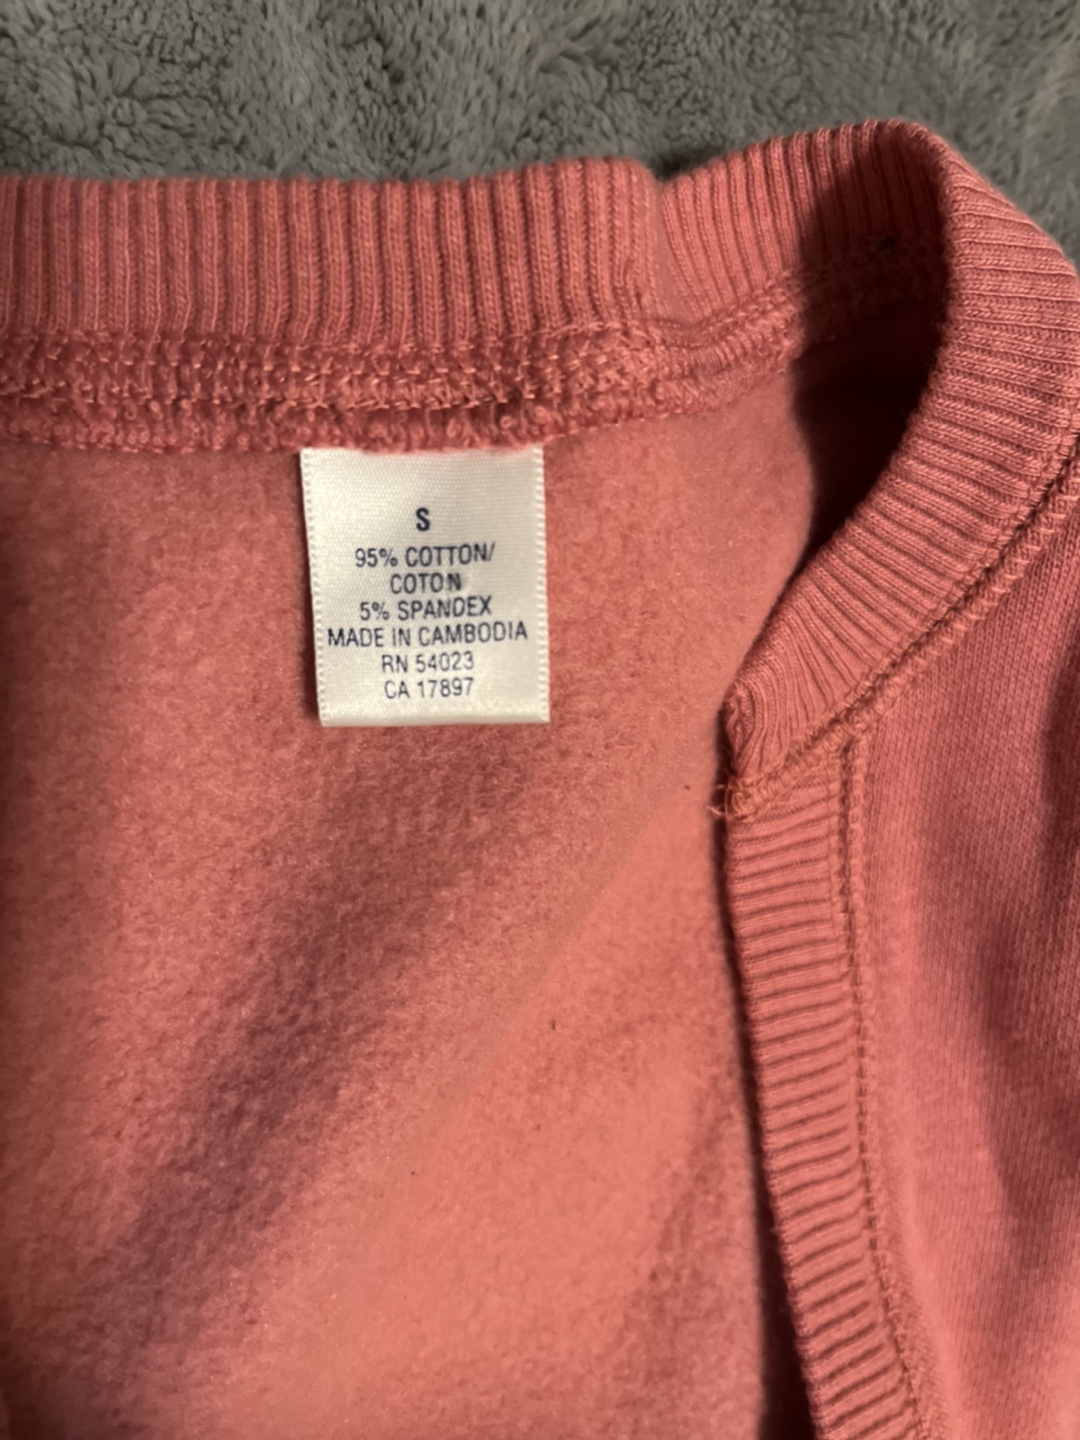 S
95% COTTON/
COTON
5% SPANDEX
MADE IN CAMBODIA
RN 54023
CA 17897